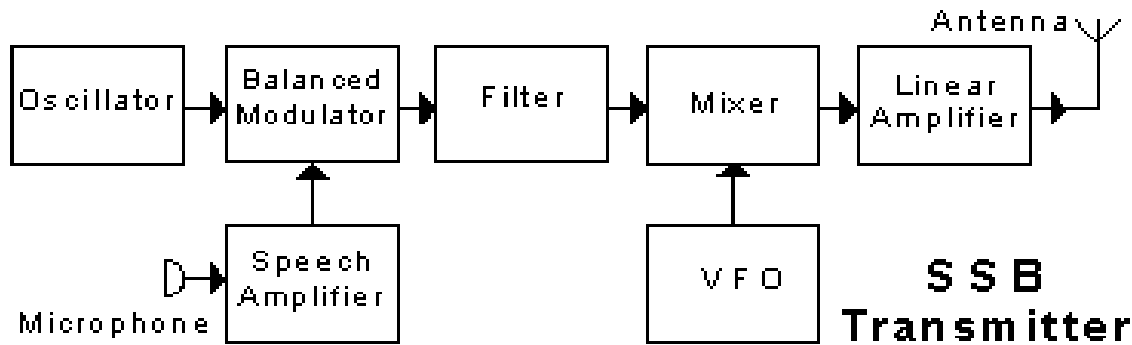 Antenna
Oscillator
Balanced
Modulator
Filter
Mixer
Linear
Amplifier
Speech
Amplifier
Microphone
VFO
SSB
Transmitter